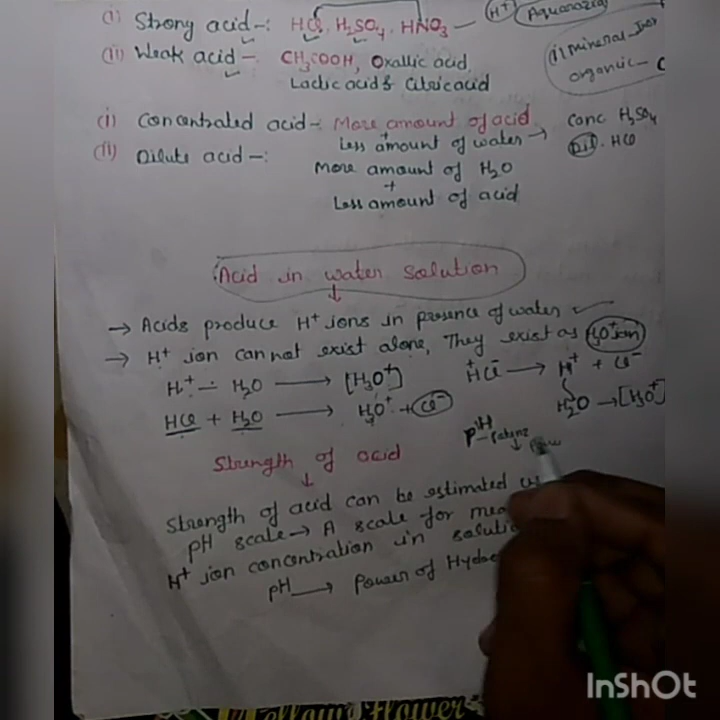 (i) Strong acid -: HCl, H₂SO₄, HNO₃ - (H⁺)
(ii) Weak acid -. CH₃COOH, Oxallic acid
Lactic acid & Citric acid
(i) mineral
organic -
(i) Concentrated acid -. More amount of acid
+
Less amount of water → Conc H₂SO₄
(ii) Dilute acid -: Dil. HCl
More amount of H₂O
+
Less amount of acid
Acid in water solution
→ Acids produce H⁺ ions in presence of water
→ H⁺ ion can not exist alone, They exist as H₃O⁺ ion
H⁺ - H₂O → [H₃O⁺]
HCl → H⁺ + Cl⁻
HCl + H₂O → H₃O⁺ + Cl⁻
H₂O → [H₃O⁺]
pH
Strength of acid
Strength of acid can be estimated
pH scale → A scale for
H⁺ ion concentration in
pH → Power of
InShOt
Yellow Flower